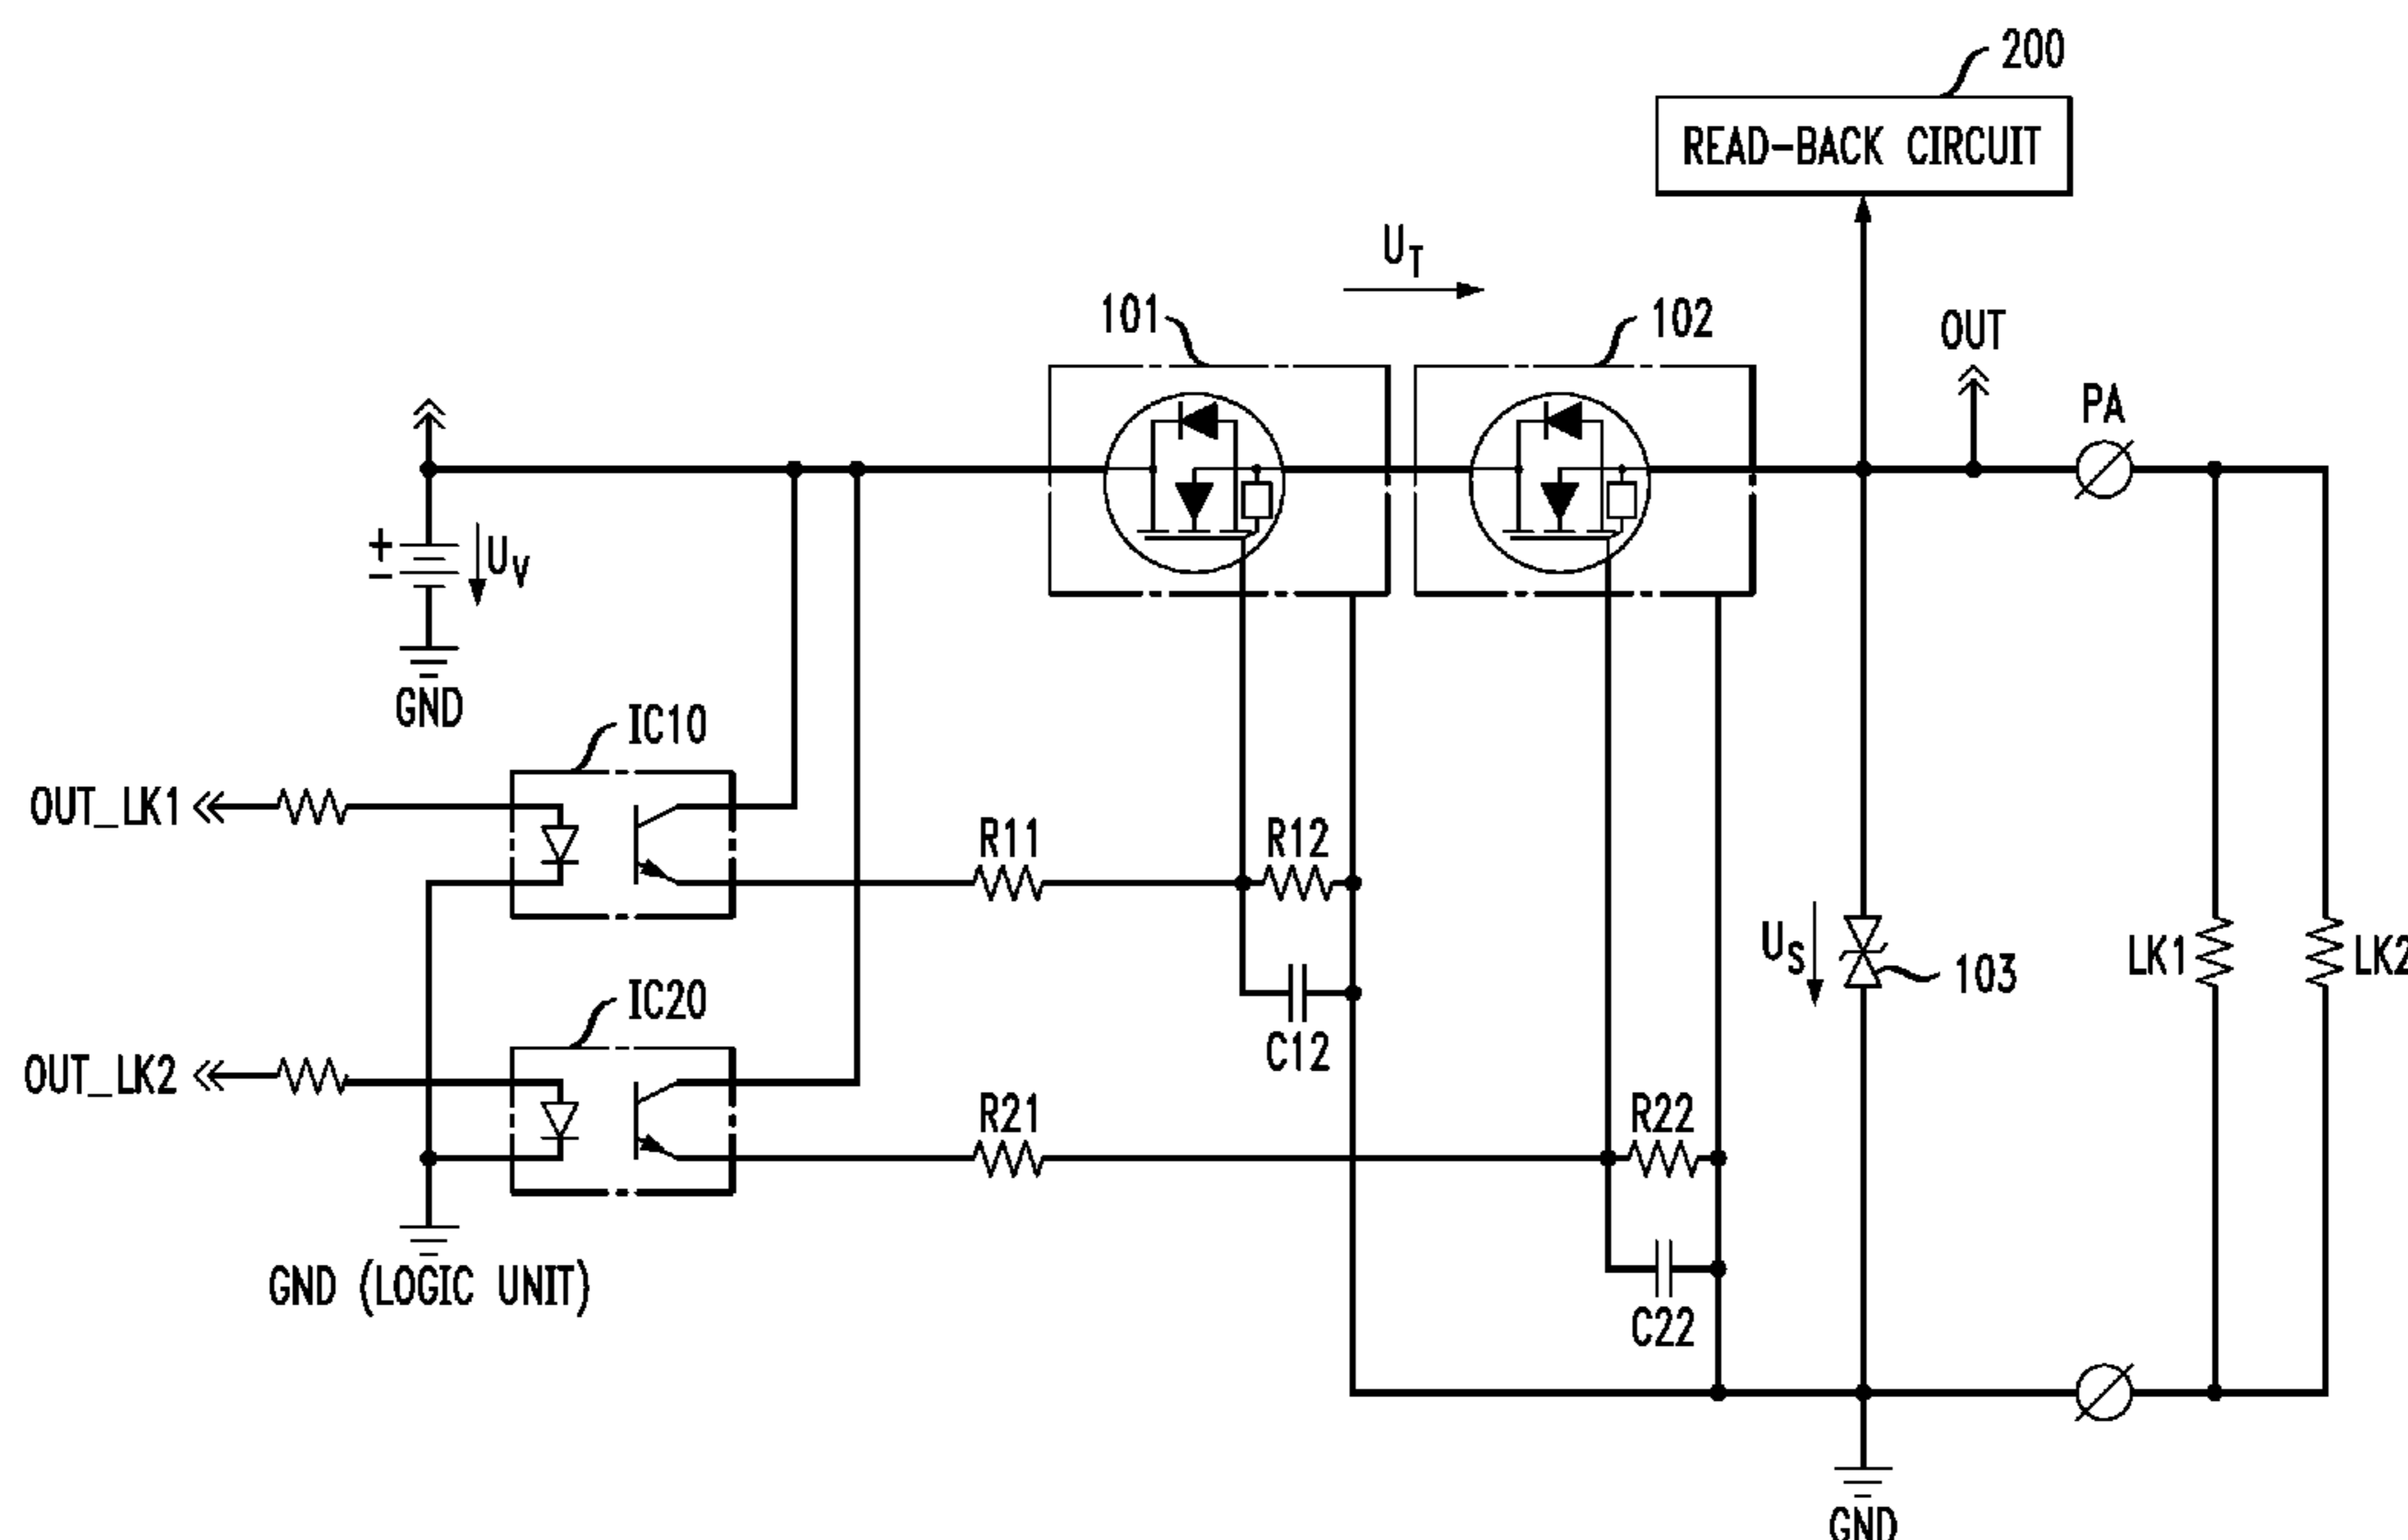 200
READ-BACK CIRCUIT
UT
101
102
OUT
PA
+
−
UV
GND
IC10
OUT_LK1
R11
R12
US
103
LK1
LK2
IC20
C12
OUT_LK2
R21
R22
GND (LOGIC UNIT)
C22
GND